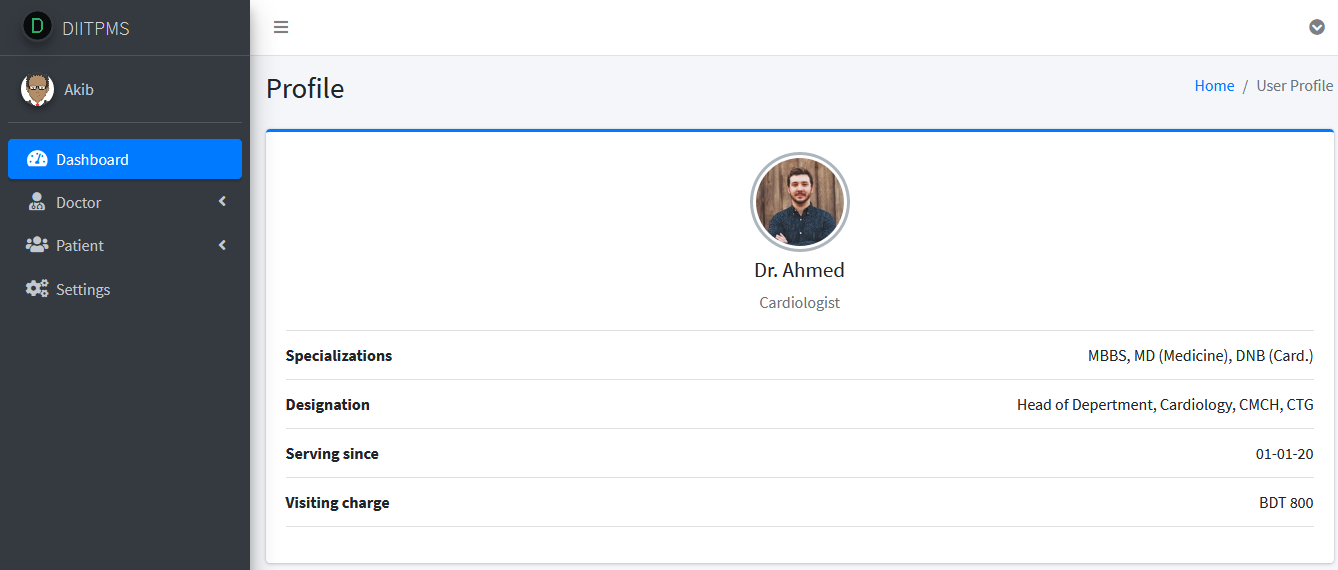 D DIITPMS
Akib
Dashboard
Doctor
Patient
Settings
Profile
Home / User Profile
Dr. Ahmed
Cardiologist
Specializations MBBS, MD (Medicine), DNB (Card.)
Designation Head of Depertment, Cardiology, CMCH, CTG
Serving since 01-01-20
Visiting charge BDT 800